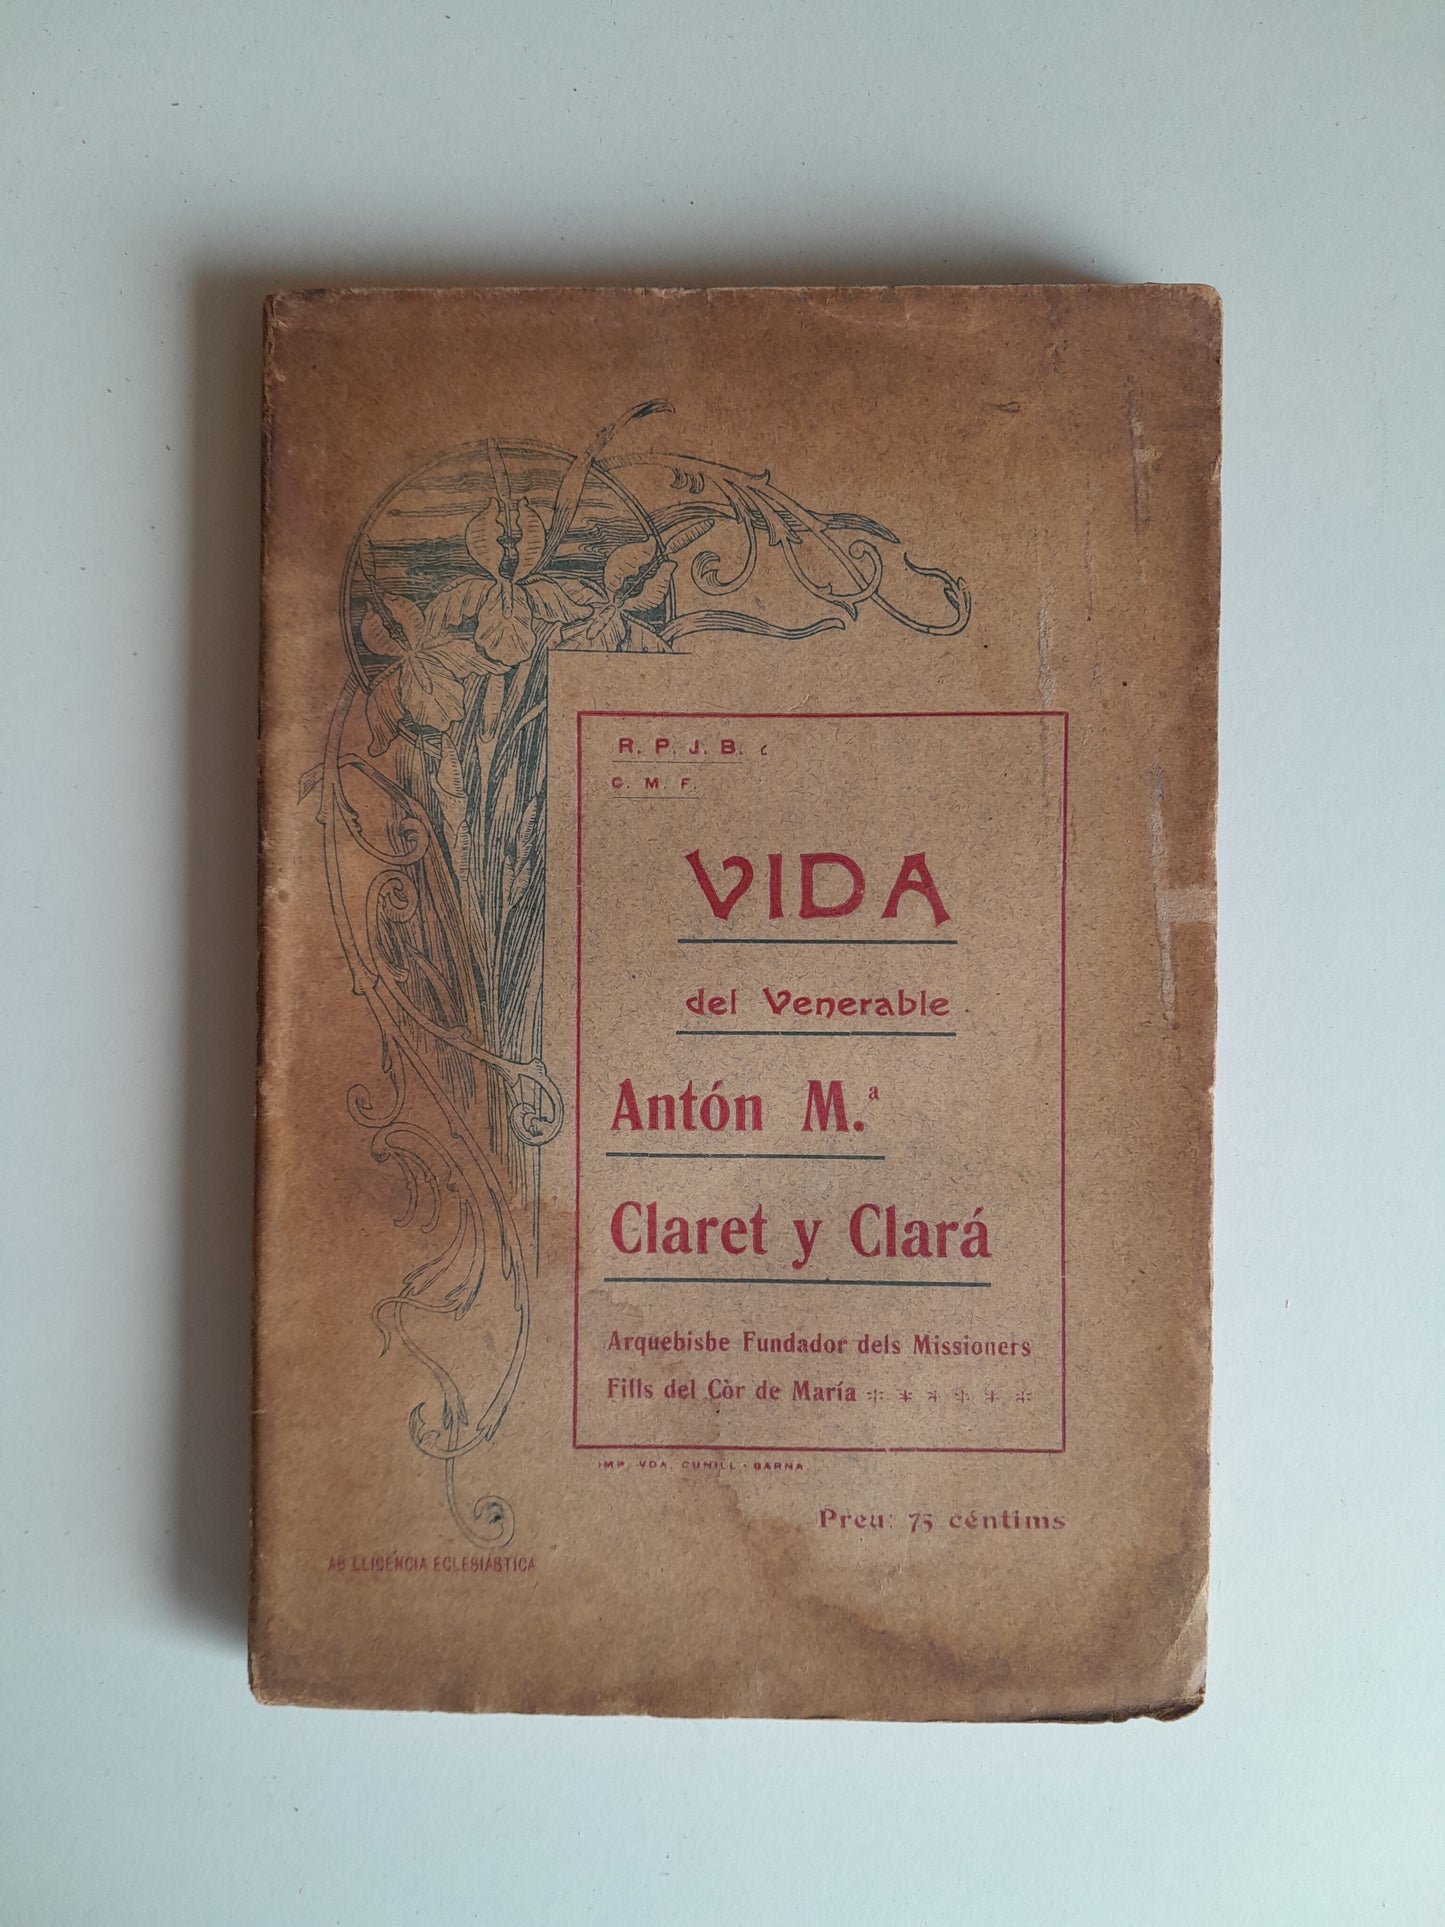 R. P. J. B.
C. M. F.
VIDA
del Venerable
Antón M.ª
Claret y Clará
Arquebisbe Fundador dels Missioners
Fills del Còr de María * * * * * *
IMP. VDA. CUNILL - BARNA.
Preu: 75 céntims
AB LLICENCIA ECLESIÁSTICA